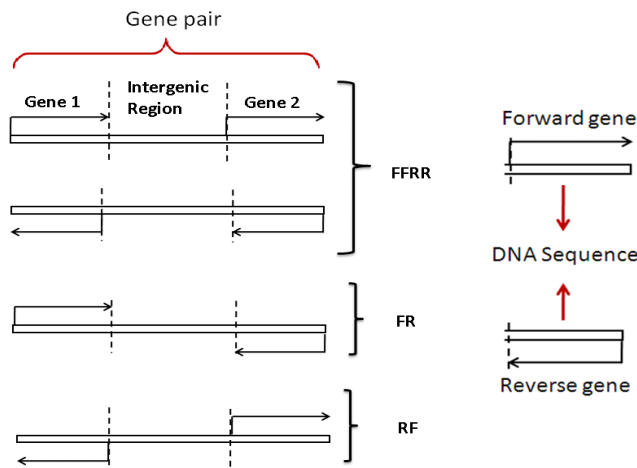 Gene pair
Gene 1
Intergenic
Region
Gene 2
FFRR
FR
RF
Forward gene
DNA Sequence
Reverse gene